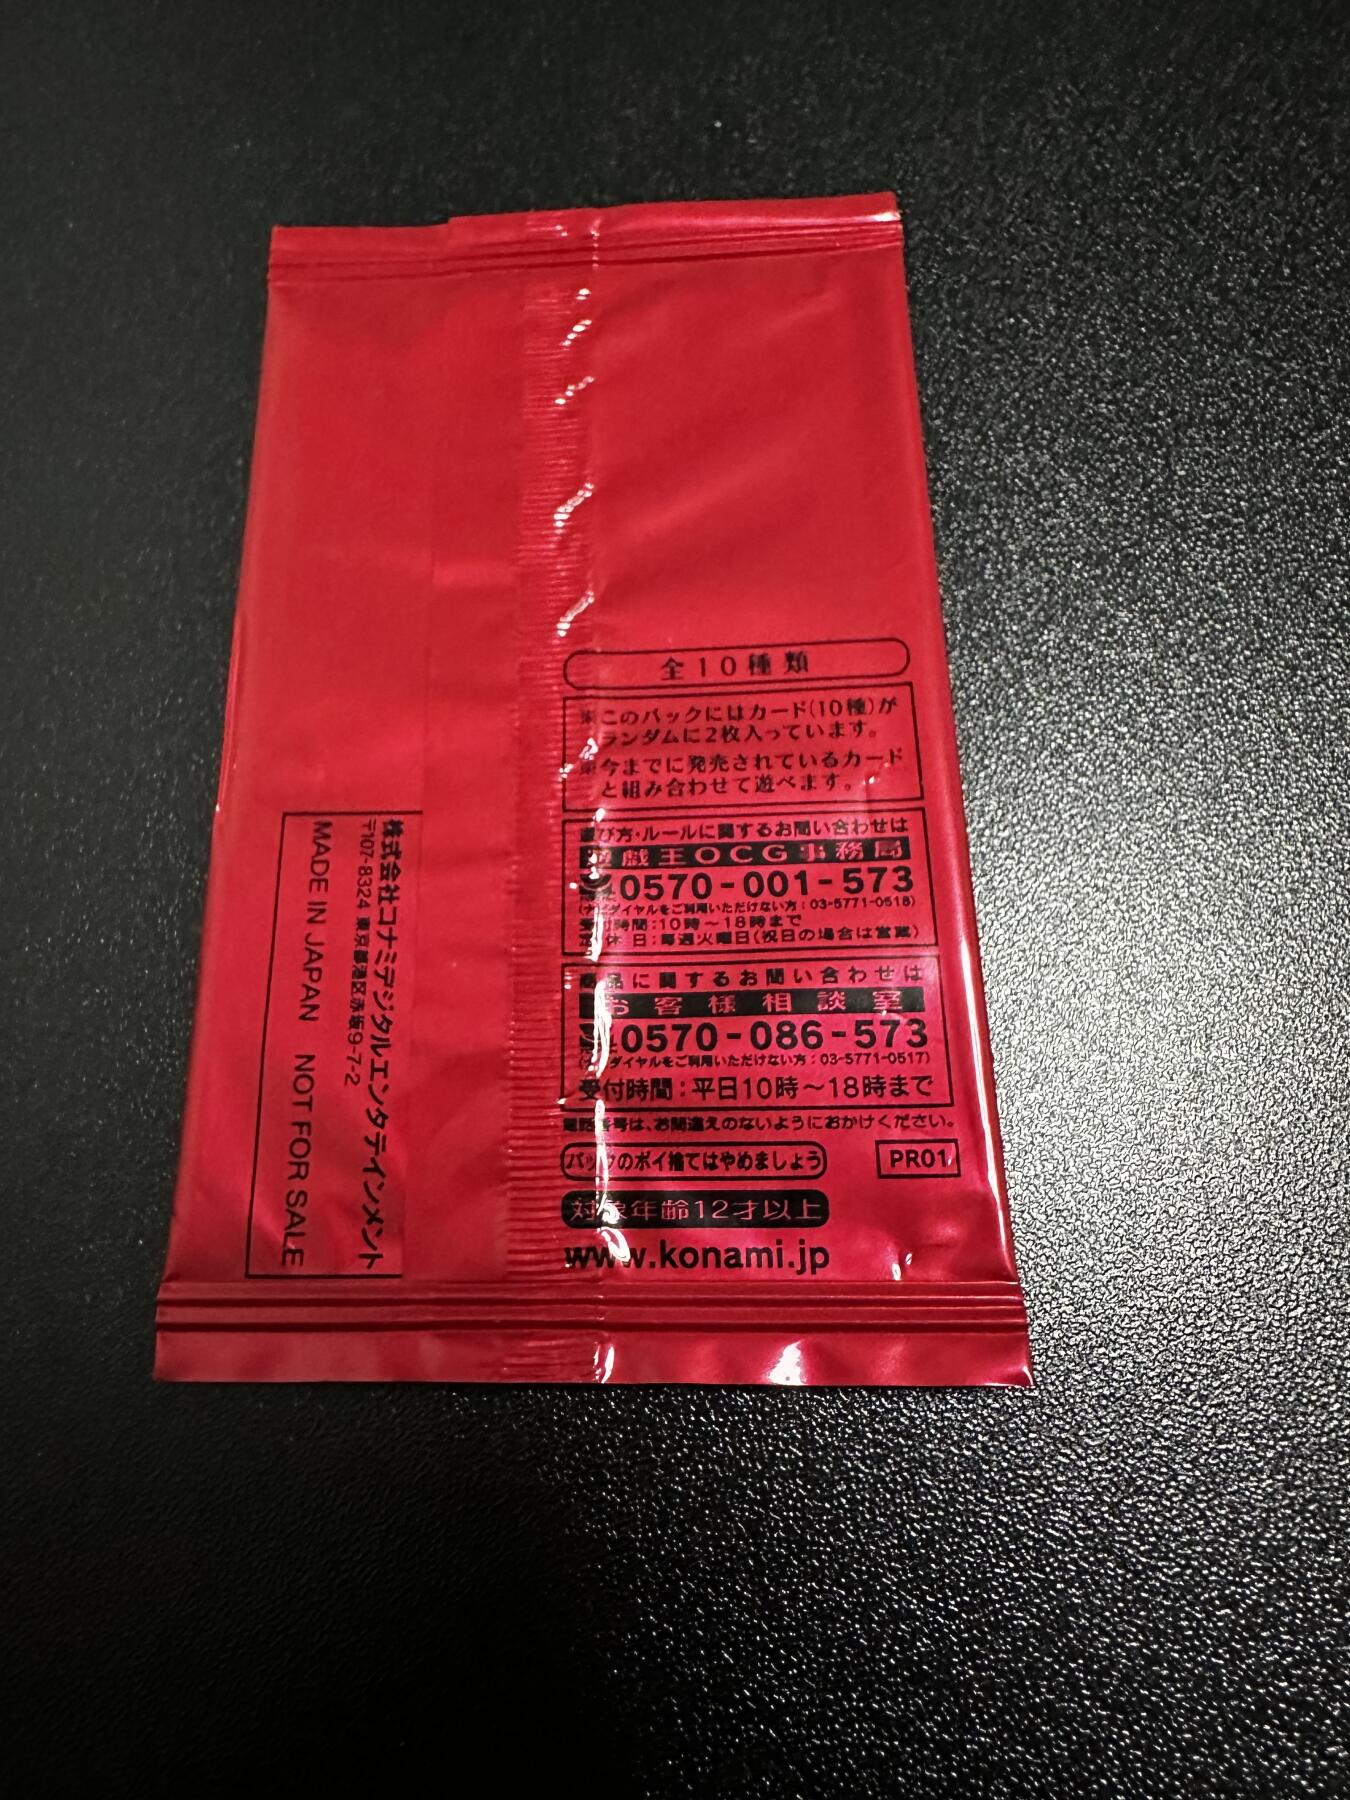 全10種類
※このパックにはカード(10種)が
ランダムに2枚入っています。
※今までに発売されているカード
と組み合わせて遊べます。
遊び方・ルールに関するお問い合わせは
遊戯王OCG事務局
0570-001-573
(ナビダイヤルをご利用いただけない方:03-5771-0518)
受付時間:10時～18時まで
定休日:毎週火曜日(祝日の場合は営業)
商品に関するお問い合わせは
お客様相談室
0570-086-573
(ナビダイヤルをご利用いただけない方:03-5771-0517)
受付時間:平日10時～18時まで
電話番号は、お間違えのないようにおかけください。
パックのポイ捨てはやめましょう
PR01
対象年齢12才以上
www.konami.jp
株式会社コナミデジタルエンタテインメント
〒107-8324 東京都港区赤坂9-7-2
MADE IN JAPAN NOT FOR SALE